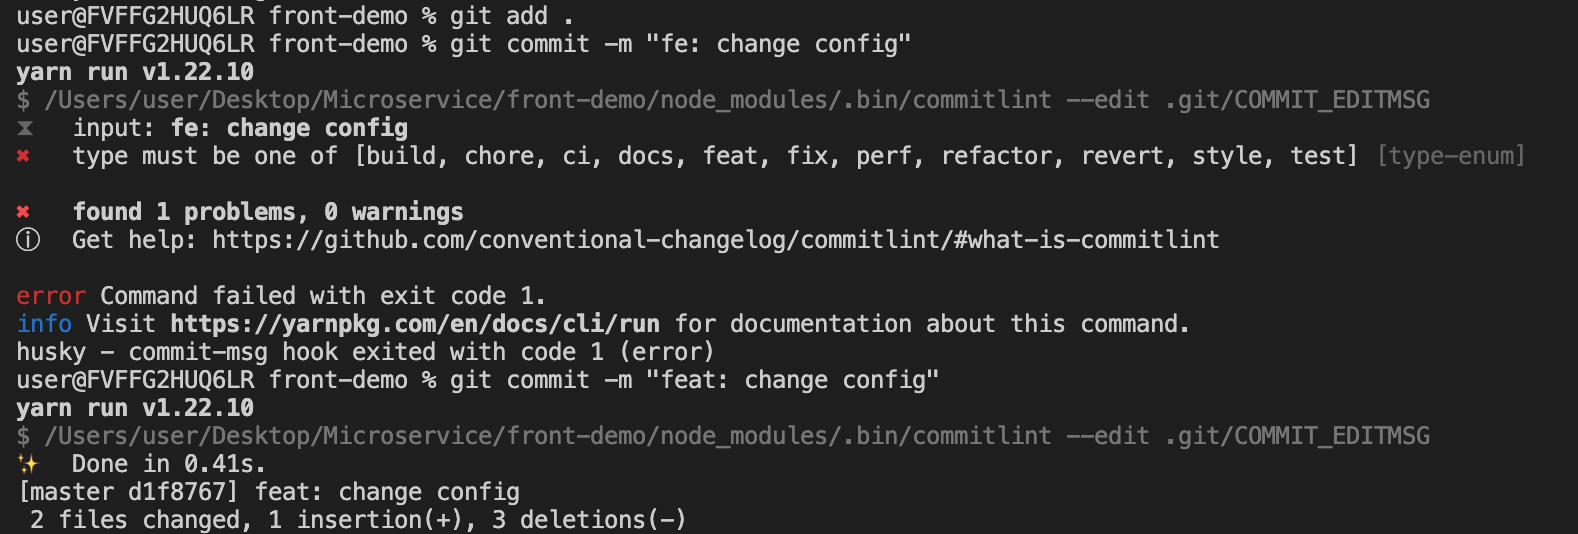 user@FVFFG2HUQ6LR front-demo % git add .
user@FVFFG2HUQ6LR front-demo % git commit -m "fe: change config"
yarn run v1.22.10
$ /Users/user/Desktop/Microservice/front-demo/node_modules/.bin/commitlint --edit .git/COMMIT_EDITMSG
⧗   input: fe: change config
✖   type must be one of [build, chore, ci, docs, feat, fix, perf, refactor, revert, style, test] [type-enum]
✖   found 1 problems, 0 warnings
ⓘ   Get help: https://github.com/conventional-changelog/commitlint/#what-is-commitlint
error Command failed with exit code 1.
info Visit https://yarnpkg.com/en/docs/cli/run for documentation about this command.
husky - commit-msg hook exited with code 1 (error)
user@FVFFG2HUQ6LR front-demo % git commit -m "feat: change config"
yarn run v1.22.10
$ /Users/user/Desktop/Microservice/front-demo/node_modules/.bin/commitlint --edit .git/COMMIT_EDITMSG
✨   Done in 0.41s.
[master d1f8767] feat: change config
 2 files changed, 1 insertion(+), 3 deletions(-)